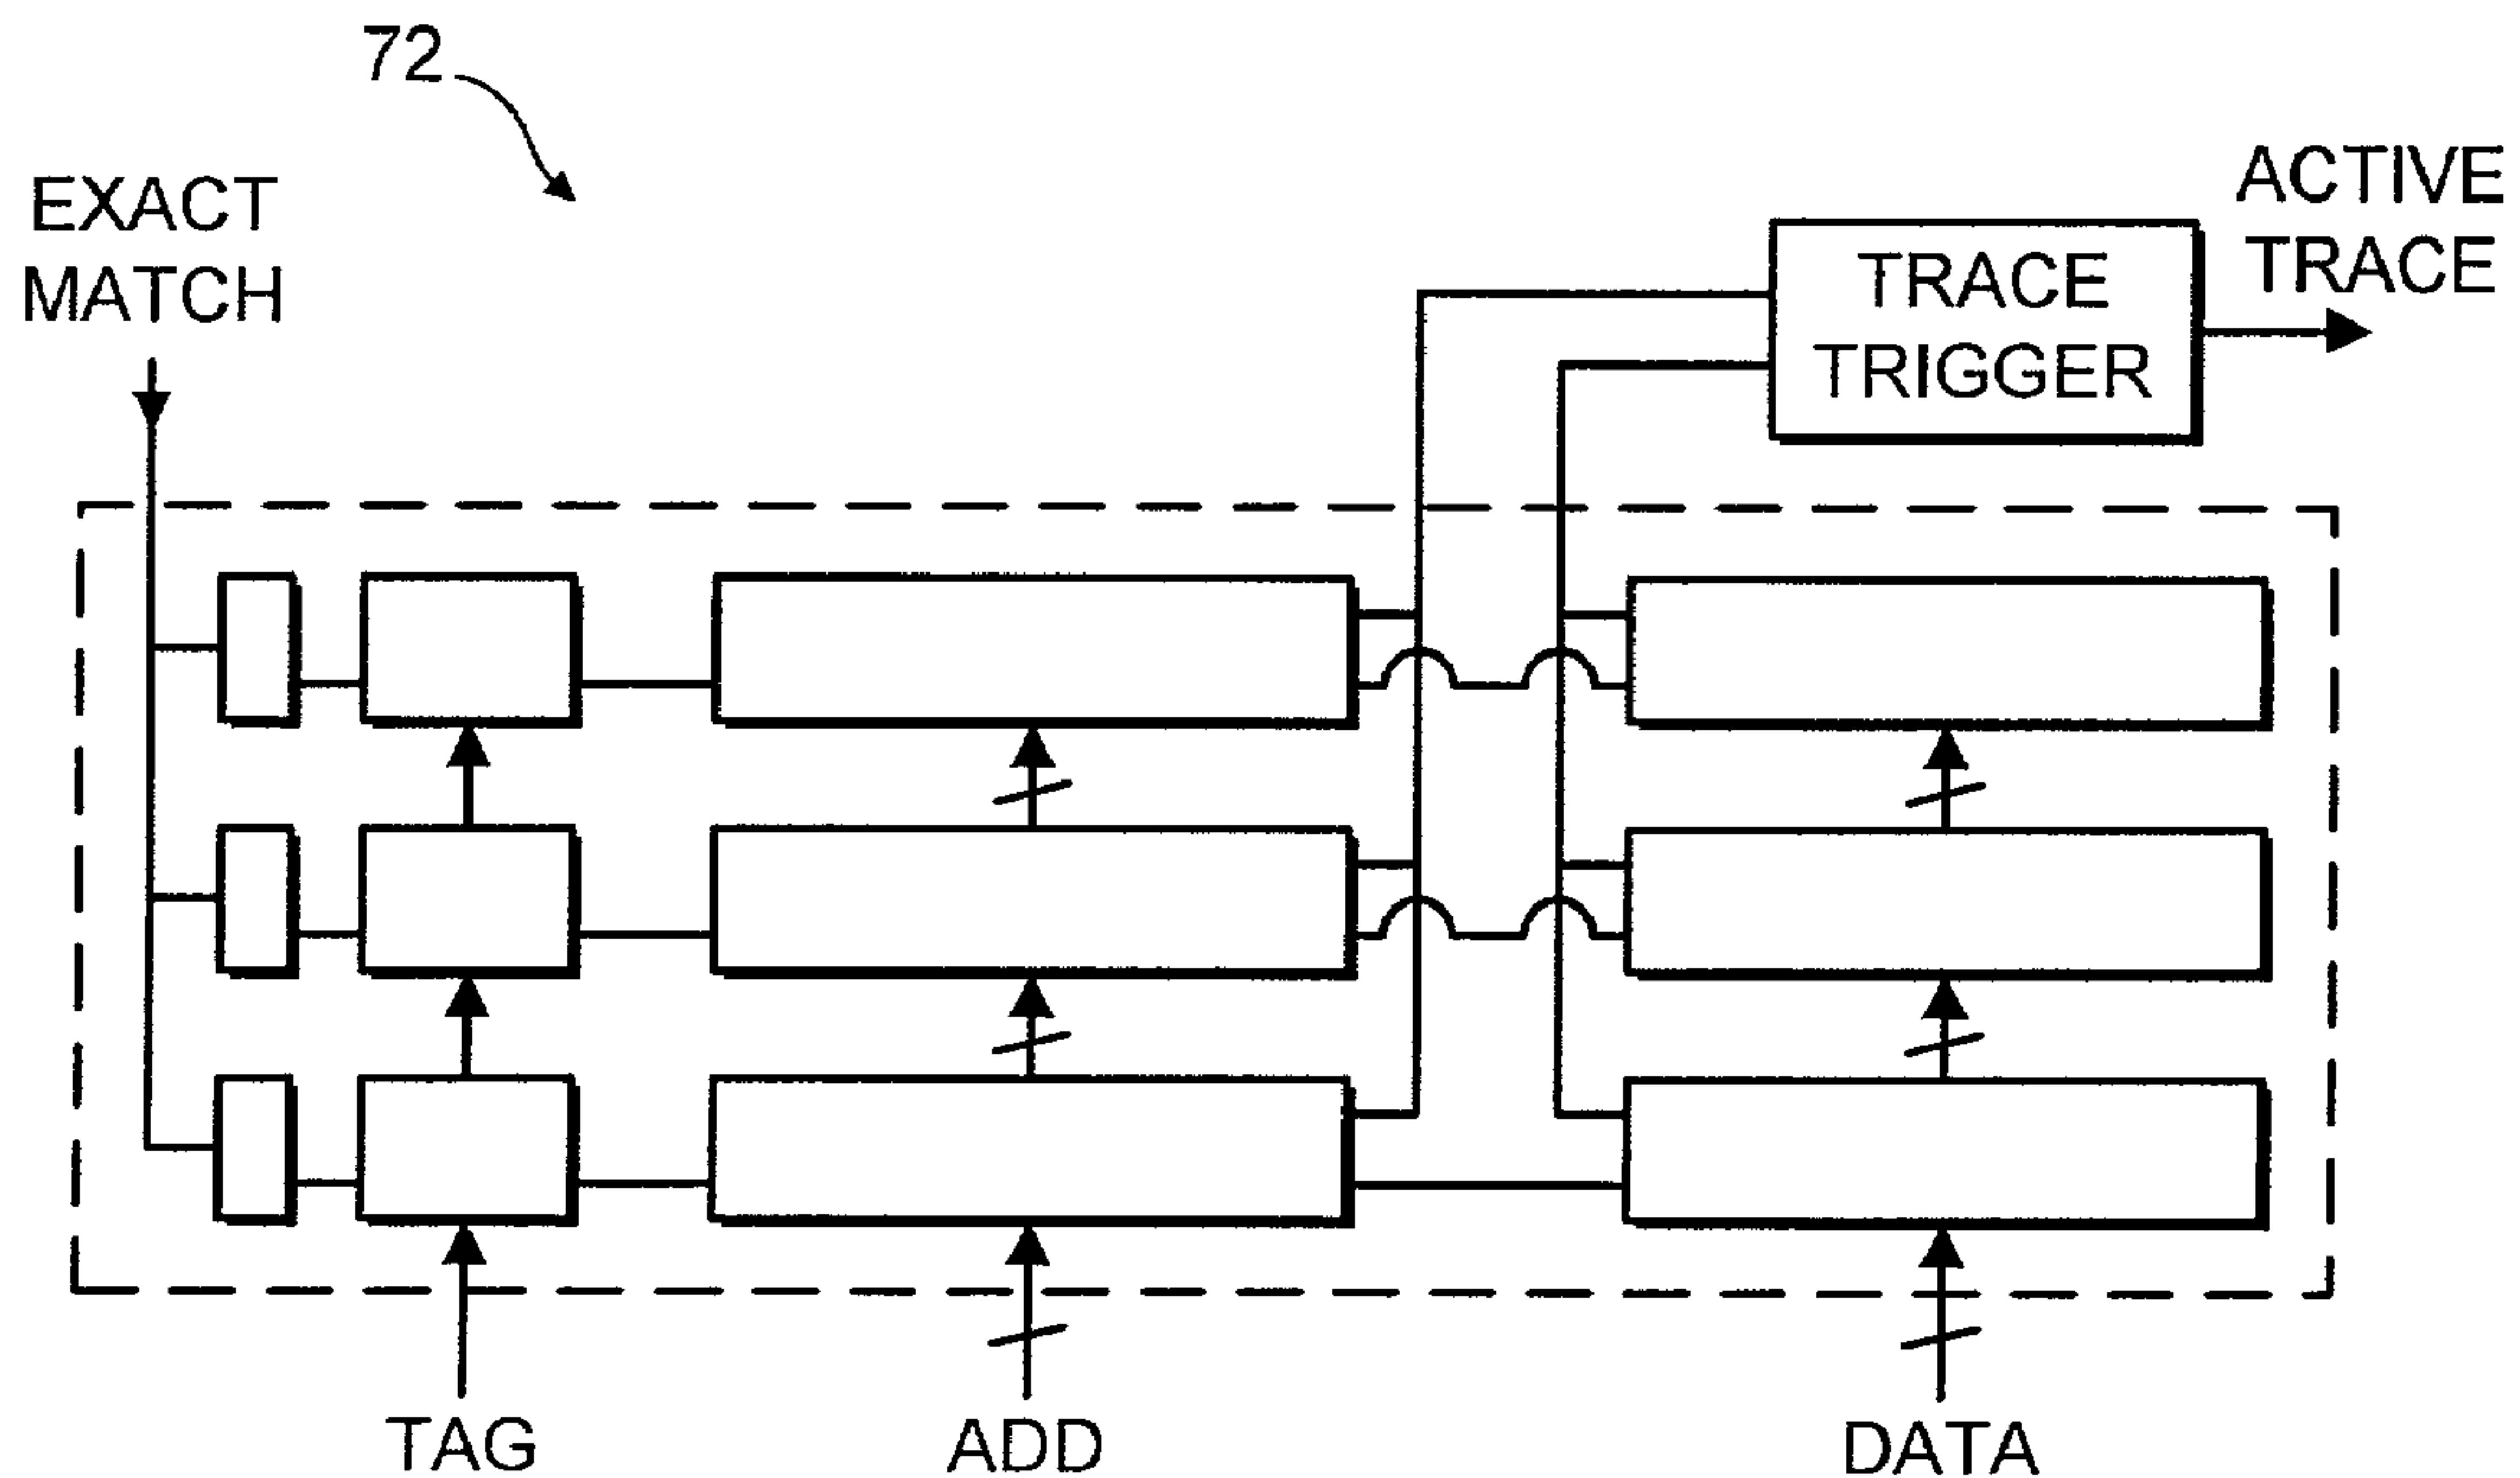 72
EXACT
MATCH
ACTIVE
TRACE
TRACE
TRIGGER
TAG
ADD
DATA